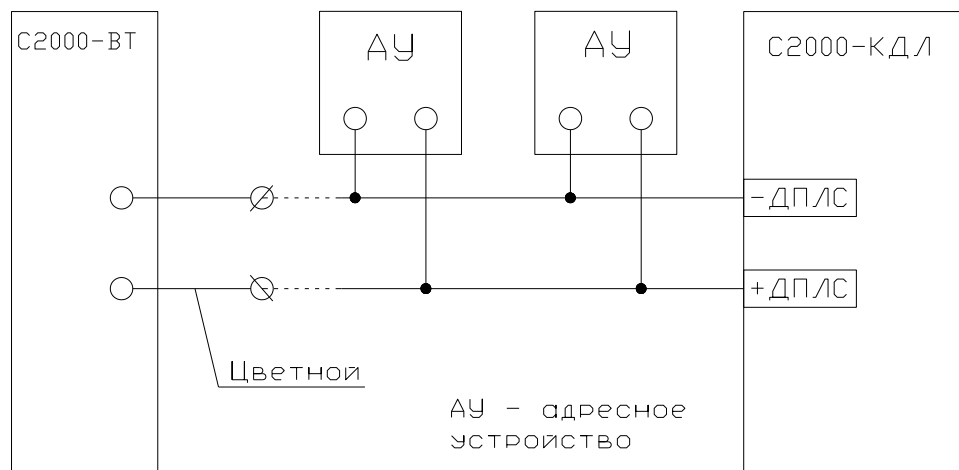 С2000-ВТ
АУ
АУ
С2000-КДЛ
-ДПЛС
+ДПЛС
Цветной
АУ - адресное
устройство